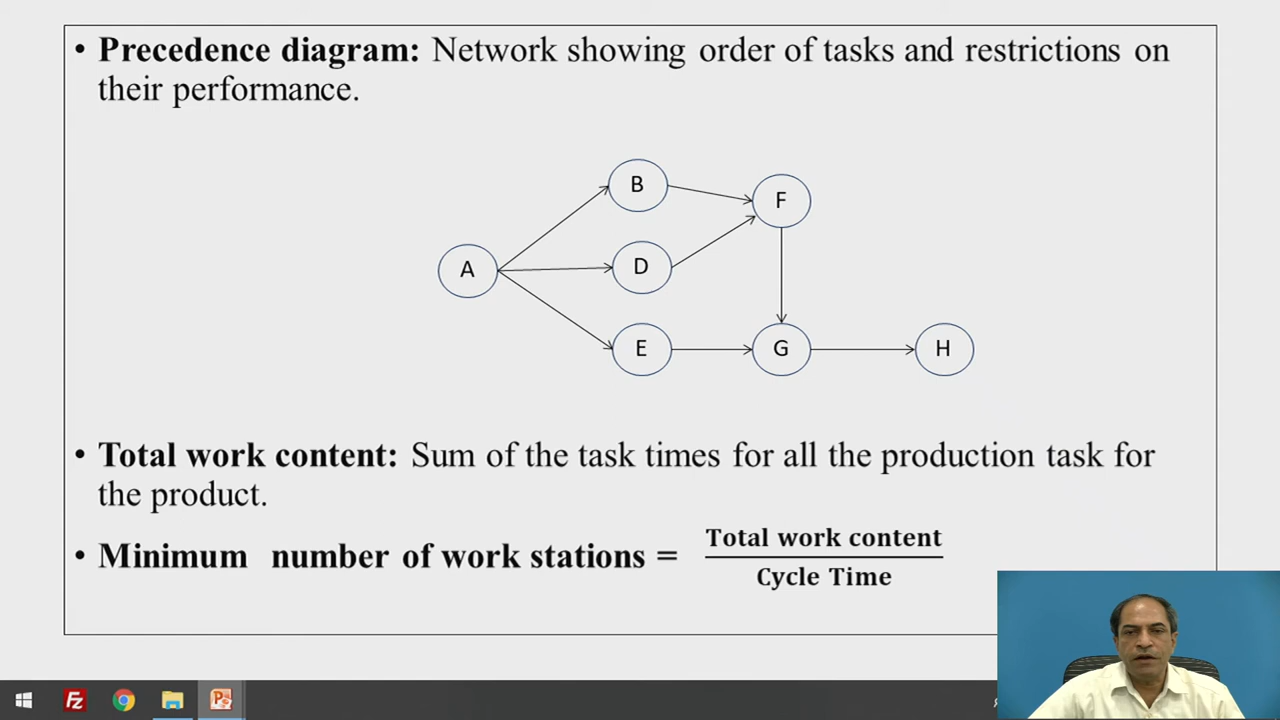 • Precedence diagram: Network showing order of tasks and restrictions on
their performance.
B
F
A
D
E
G
H
• Total work content: Sum of the task times for all the production task for
the product.
• Minimum number of work stations = Total work content
Cycle Time
Fz
P